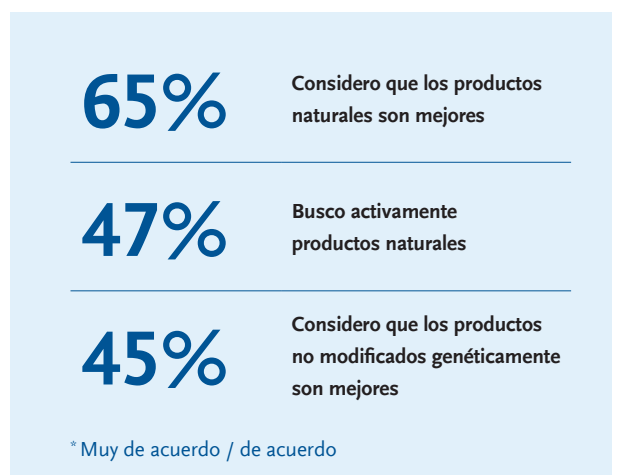 65%
Considero que los productos
naturales son mejores
47%
Busco activamente
productos naturales
45%
Considero que los productos
no modificados genéticamente
son mejores
* Muy de acuerdo / de acuerdo